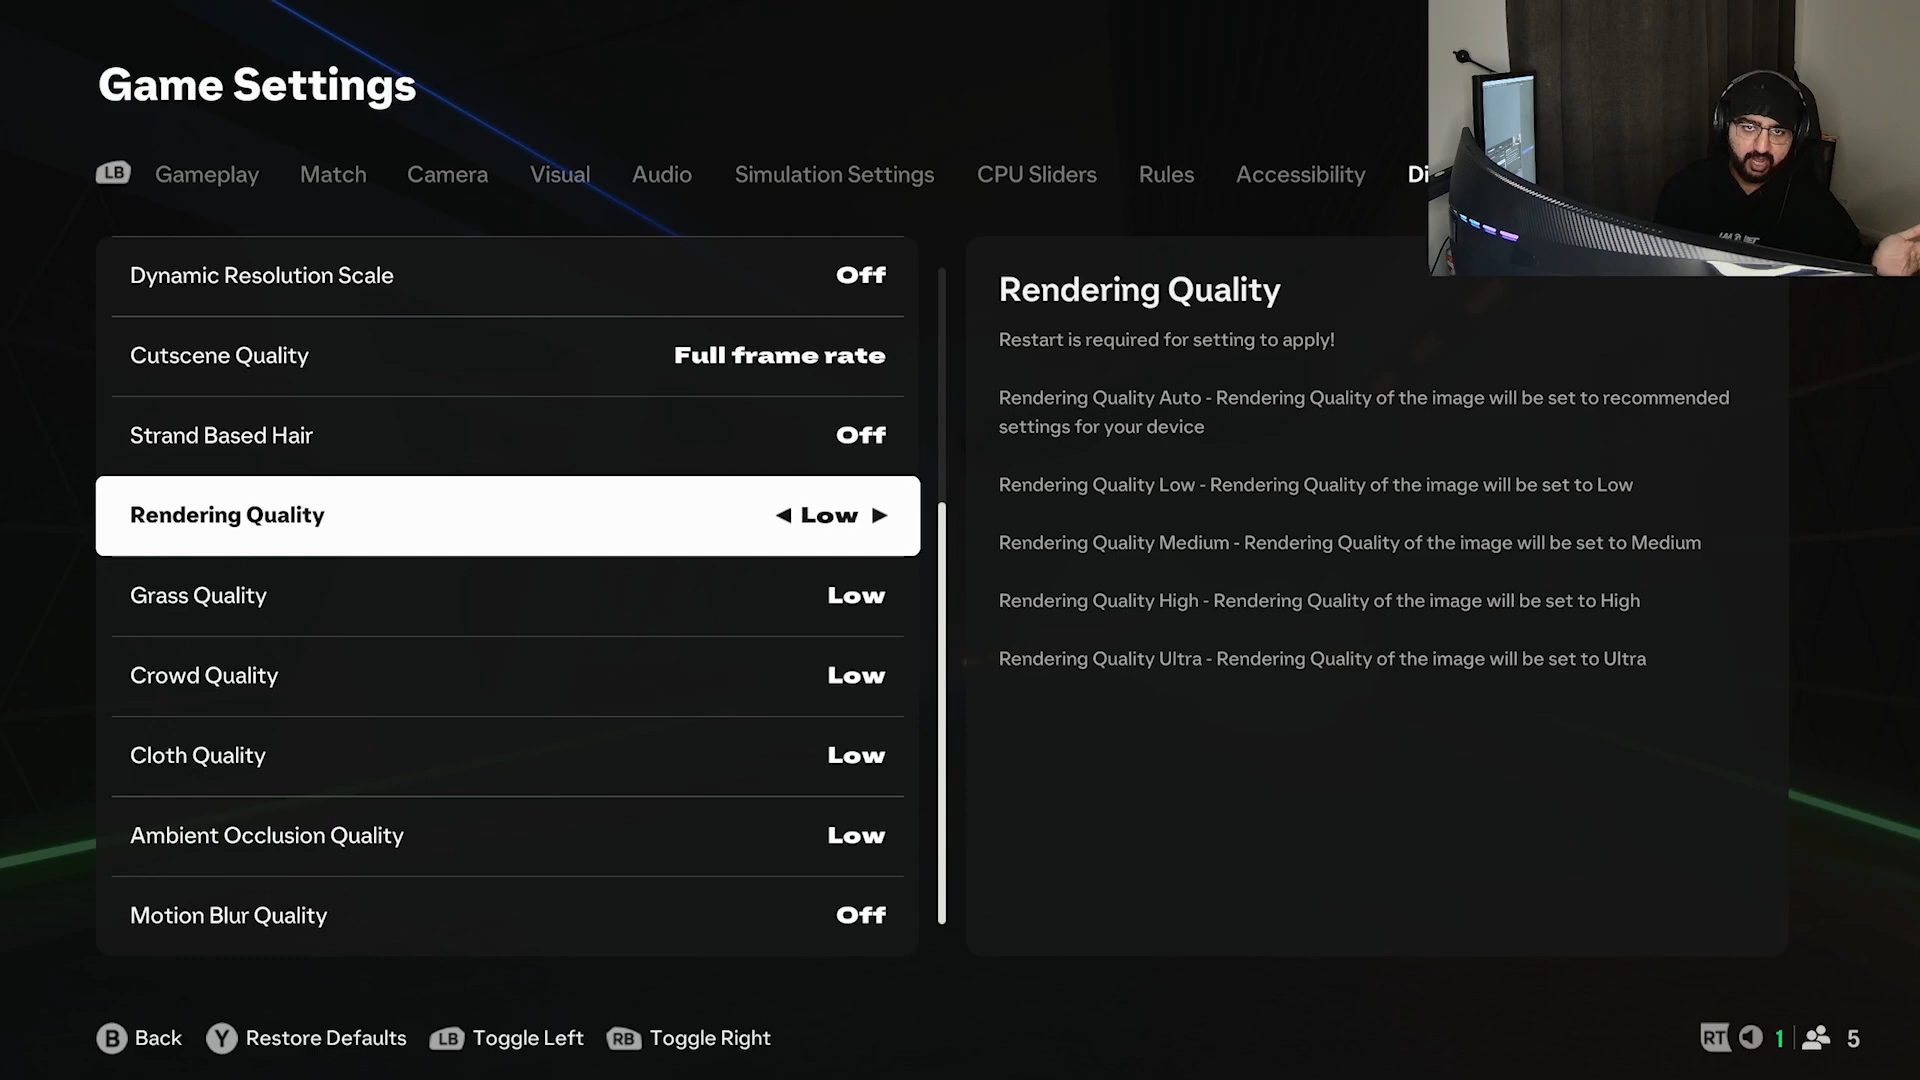 Game Settings
LB Gameplay Match Camera Visual Audio Simulation Settings CPU Sliders Rules Accessibility Di
Dynamic Resolution Scale Off
Cutscene Quality Full frame rate
Strand Based Hair Off
Rendering Quality Low
Grass Quality Low
Crowd Quality Low
Cloth Quality Low
Ambient Occlusion Quality Low
Motion Blur Quality Off
Rendering Quality
Restart is required for setting to apply!
Rendering Quality Auto - Rendering Quality of the image will be set to recommended
settings for your device
Rendering Quality Low - Rendering Quality of the image will be set to Low
Rendering Quality Medium - Rendering Quality of the image will be set to Medium
Rendering Quality High - Rendering Quality of the image will be set to High
Rendering Quality Ultra - Rendering Quality of the image will be set to Ultra
B Back Y Restore Defaults LB Toggle Left RB Toggle Right
RT 1 5